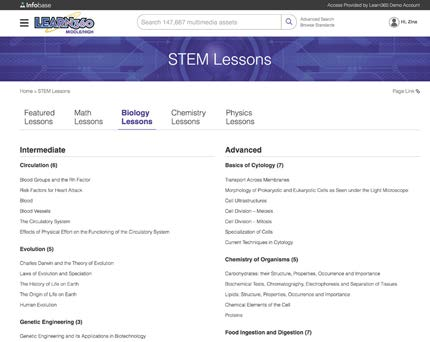 Infobase
Access Provided by Learn360 Demo Account
LEARN360
MIDDLE/HIGH
Search 147,667 multimedia assets
Advanced Search
Browse Standards
Hi, Zina
STEM Lessons
Home > STEM Lessons
Page Link
Featured Lessons
Math Lessons
Biology Lessons
Chemistry Lessons
Physics Lessons
Intermediate
Circulation (6)
Blood Groups and the Rh Factor
Risk Factors for Heart Attack
Blood
Blood Vessels
The Circulatory System
Effects of Physical Effort on the Functioning of the Circulatory System
Evolution (5)
Charles Darwin and the Theory of Evolution
Laws of Evolution and Speciation
The History of Life on Earth
The Origin of Life on Earth
Human Evolution
Genetic Engineering (3)
Genetic Engineering and its Applications in Biotechnology
Advanced
Basics of Cytology (7)
Transport Across Membranes
Morphology of Prokaryotic and Eukaryotic Cells as Seen under the Light Microscope
Cell Ultrastructures
Cell Division – Meiosis
Cell Division – Mitosis
Specialization of Cells
Current Techniques in Cytology
Chemistry of Organisms (5)
Carbohydrates: their Structure, Properties, Occurrence and Importance
Biochemical Tests, Chromatography, Electrophoresis and Separation of Tissues
Lipids: Structure, Properties, Occurrence and Importance
Chemical Elements of the Cell
Proteins
Food Ingestion and Digestion (7)